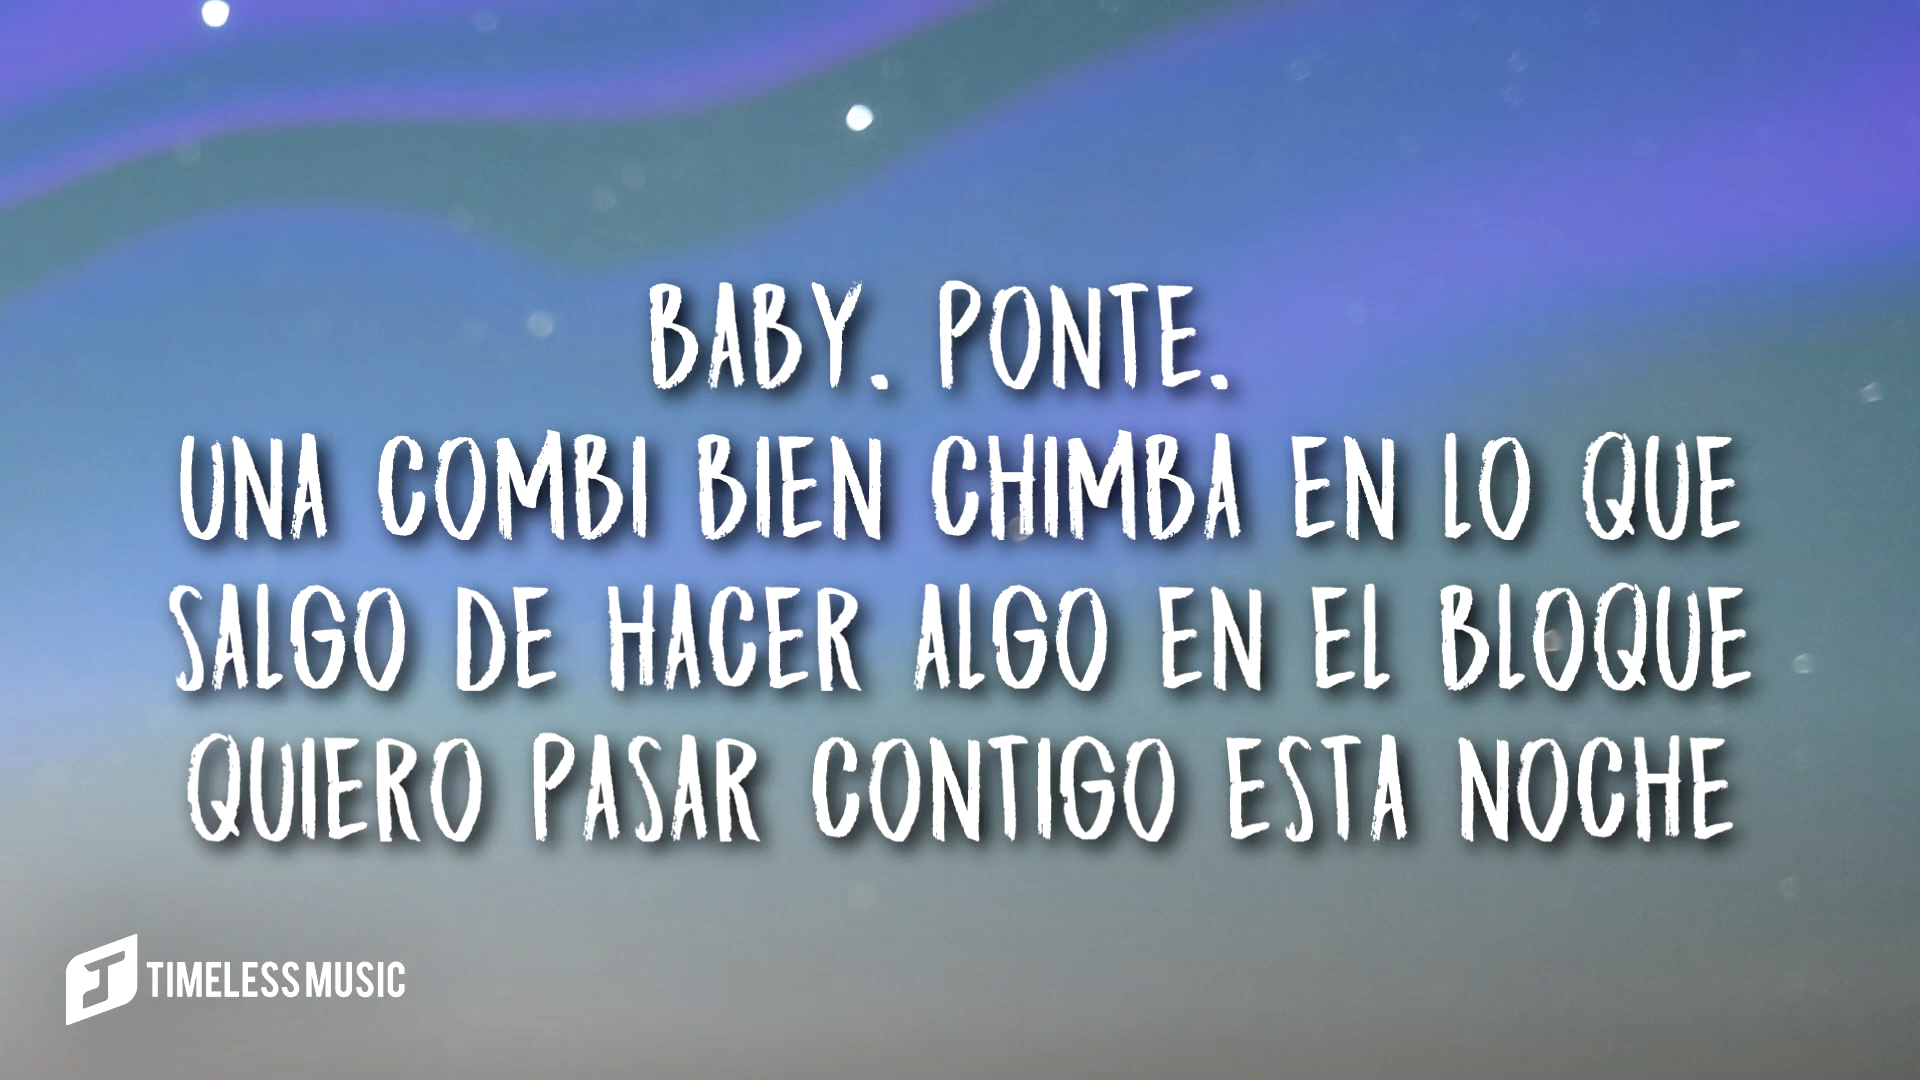 BABY. PONTE.
UNA COMBI BIEN CHIMBA EN LO QUE
SALGO DE HACER ALGO EN EL BLOQUE
QUIERO PASAR CONTIGO ESTA NOCHE
TIMELESS MUSIC